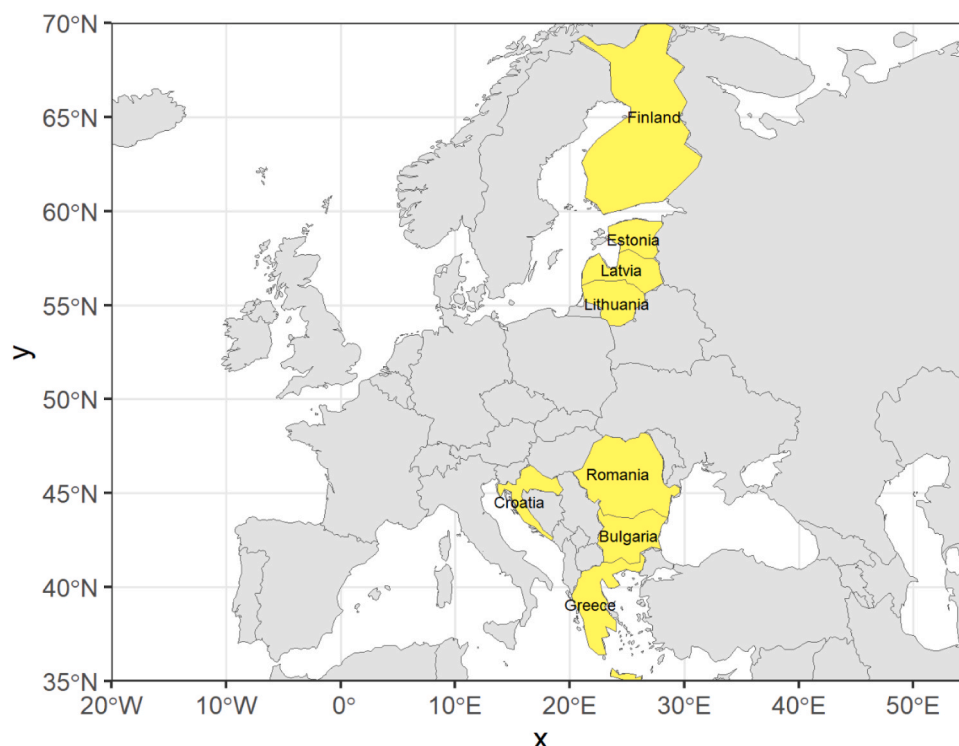 70°N
Finland
65°N
60°N
Estonia
Latvia
Lithuania
55°N
y
50°N
Romania
45°N
Croatia
Bulgaria
40°N
Greece
35°N
20°W 10°W 0° 10°E 20°E 30°E 40°E 50°E
x